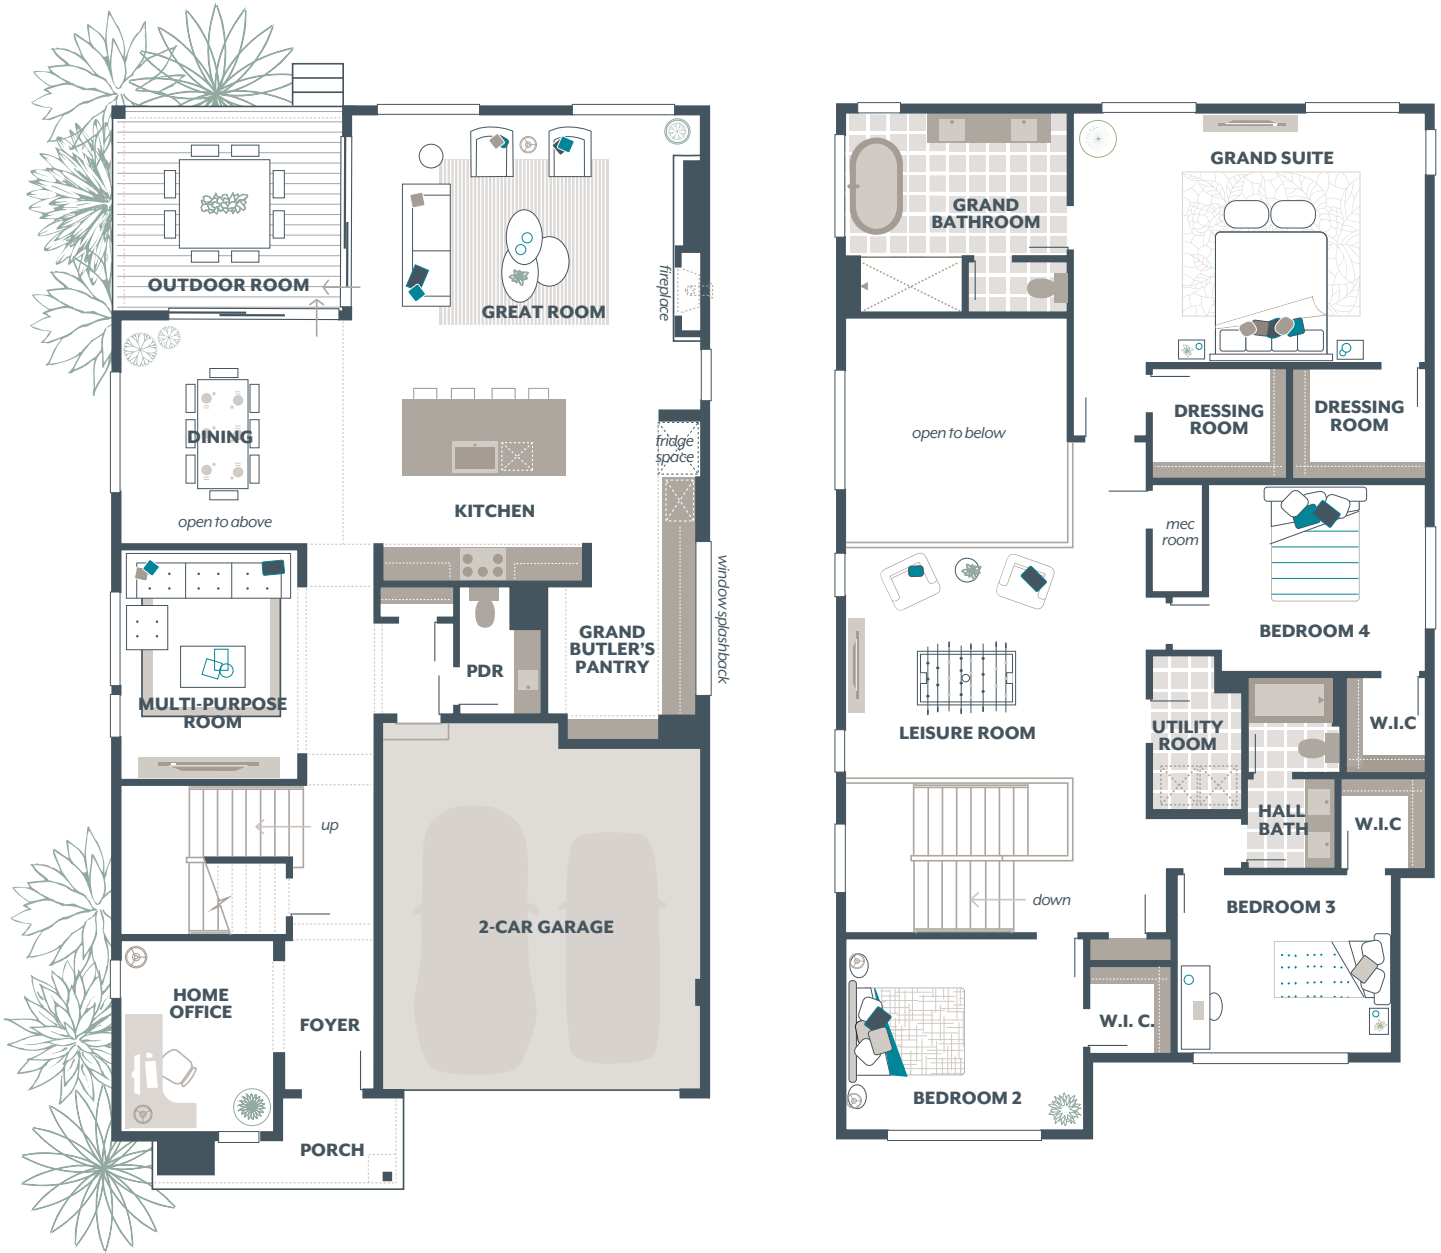 OUTDOOR ROOM
GREAT ROOM
fireplace
DINING
open to above
fridge
space
KITCHEN
window splashback
GRAND
BUTLER'S
PANTRY
PDR
MULTI-PURPOSE
ROOM
up
2-CAR GARAGE
HOME
OFFICE
FOYER
PORCH
GRAND
BATHROOM
GRAND SUITE
DRESSING
ROOM
DRESSING
ROOM
open to below
mec
room
BEDROOM 4
LEISURE ROOM
UTILITY
ROOM
W.I.C
HALL
BATH
W.I.C
down
BEDROOM 3
W.I. C.
BEDROOM 2